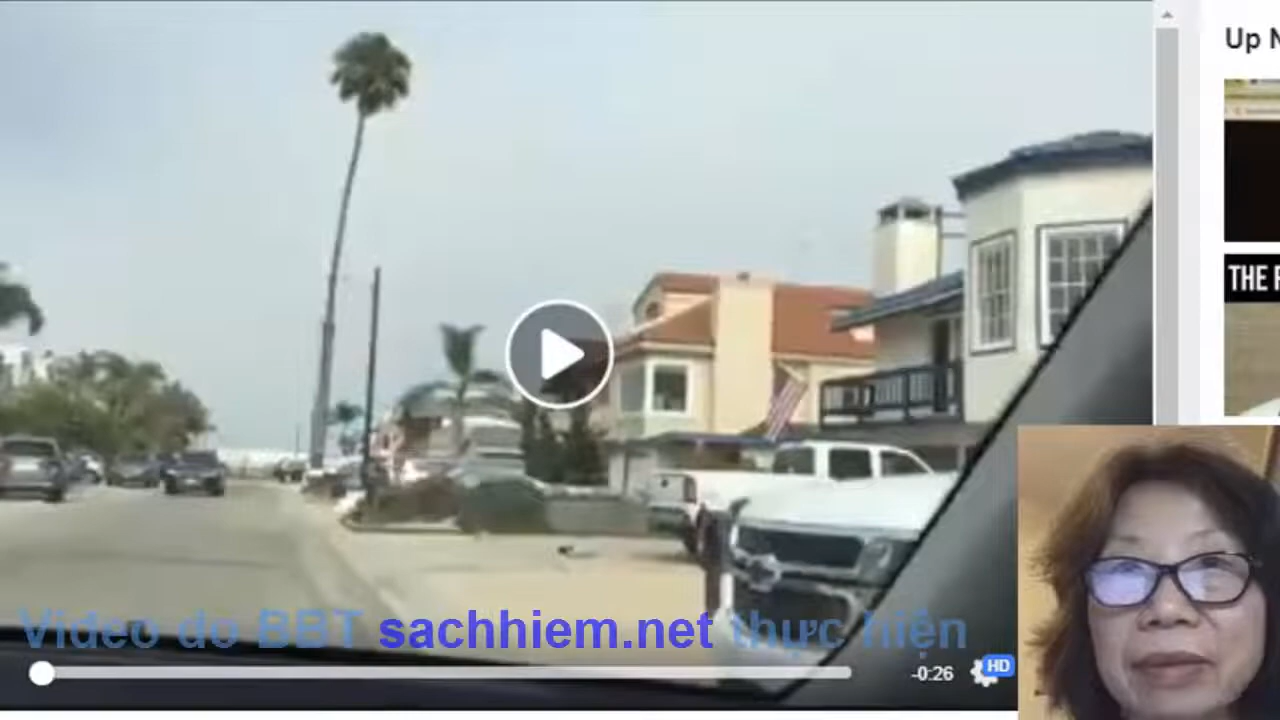 Up N
THE F
Video do BBT sachhiem.net thực hiện
-0:26
HD